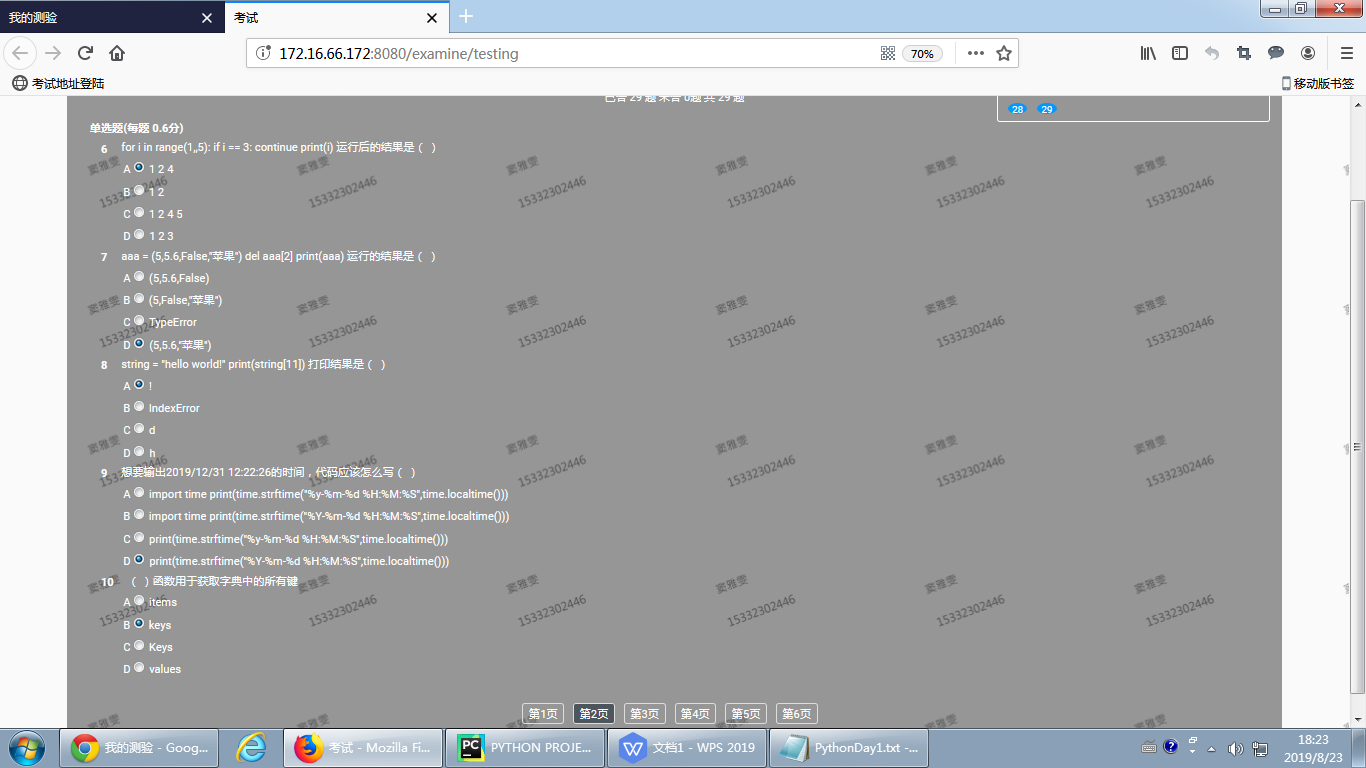 我的测验
考试
172.16.66.172:8080/examine/testing
70%
考试地址登陆
移动版书签
已答 29 题 未答 0题 共 29 题
28 29
单选题(每题 0.6分)
6 for i in range(1,,5): if i == 3: continue print(i) 运行后的结果是 ( )
A 1 2 4
B 1 2
C 1 2 4 5
D 1 2 3
7 aaa = (5,5.6,False,"苹果") del aaa[2] print(aaa) 运行的结果是 ( )
A (5,5.6,False)
B (5,False,"苹果")
C TypeError
D (5,5.6,"苹果")
8 string = "hello world!" print(string[11]) 打印结果是 ( )
A !
B IndexError
C d
D h
9 想要输出2019/12/31 12:22:26的时间，代码应该怎么写 ( )
A import time print(time.strftime("%y-%m-%d %H:%M:%S",time.localtime()))
B import time print(time.strftime("%Y-%m-%d %H:%M:%S",time.localtime()))
C print(time.strftime("%y-%m-%d %H:%M:%S",time.localtime()))
D print(time.strftime("%Y-%m-%d %H:%M:%S",time.localtime()))
10 ( ) 函数用于获取字典中的所有键
A items
B keys
C Keys
D values
窦雅雯
15332302446
第1页 第2页 第3页 第4页 第5页 第6页
我的测验 - Goog...
考试 - Mozilla Fi...
PYTHON PROJE...
文档1 - WPS 2019
PythonDay1.txt -...
18:23
2019/8/23